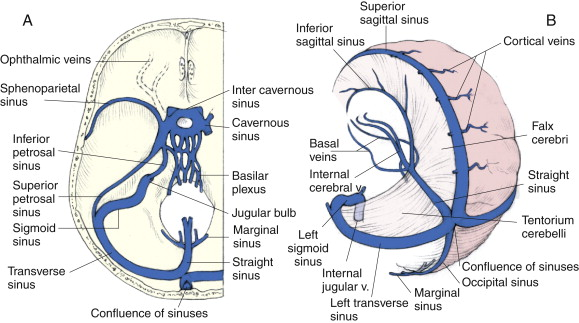 A
Ophthalmic veins
Sphenoparietal
sinus
Inferior
petrosal
sinus
Superior
petrosal
sinus
Sigmoid
sinus
Transverse
sinus
Inter cavernous
sinus
Cavernous
sinus
Basilar
plexus
Jugular bulb
Marginal
sinus
Straight
sinus
Confluence of sinuses
B
Superior
sagittal sinus
Inferior
sagittal sinus
Cortical veins
Basal
veins
Internal
cerebral v.
Falx
cerebri
Straight
sinus
Tentorium
cerebelli
Left
sigmoid
sinus
Internal
jugular v.
Left transverse
sinus
Marginal
sinus
Confluence of sinuses
Occipital sinus